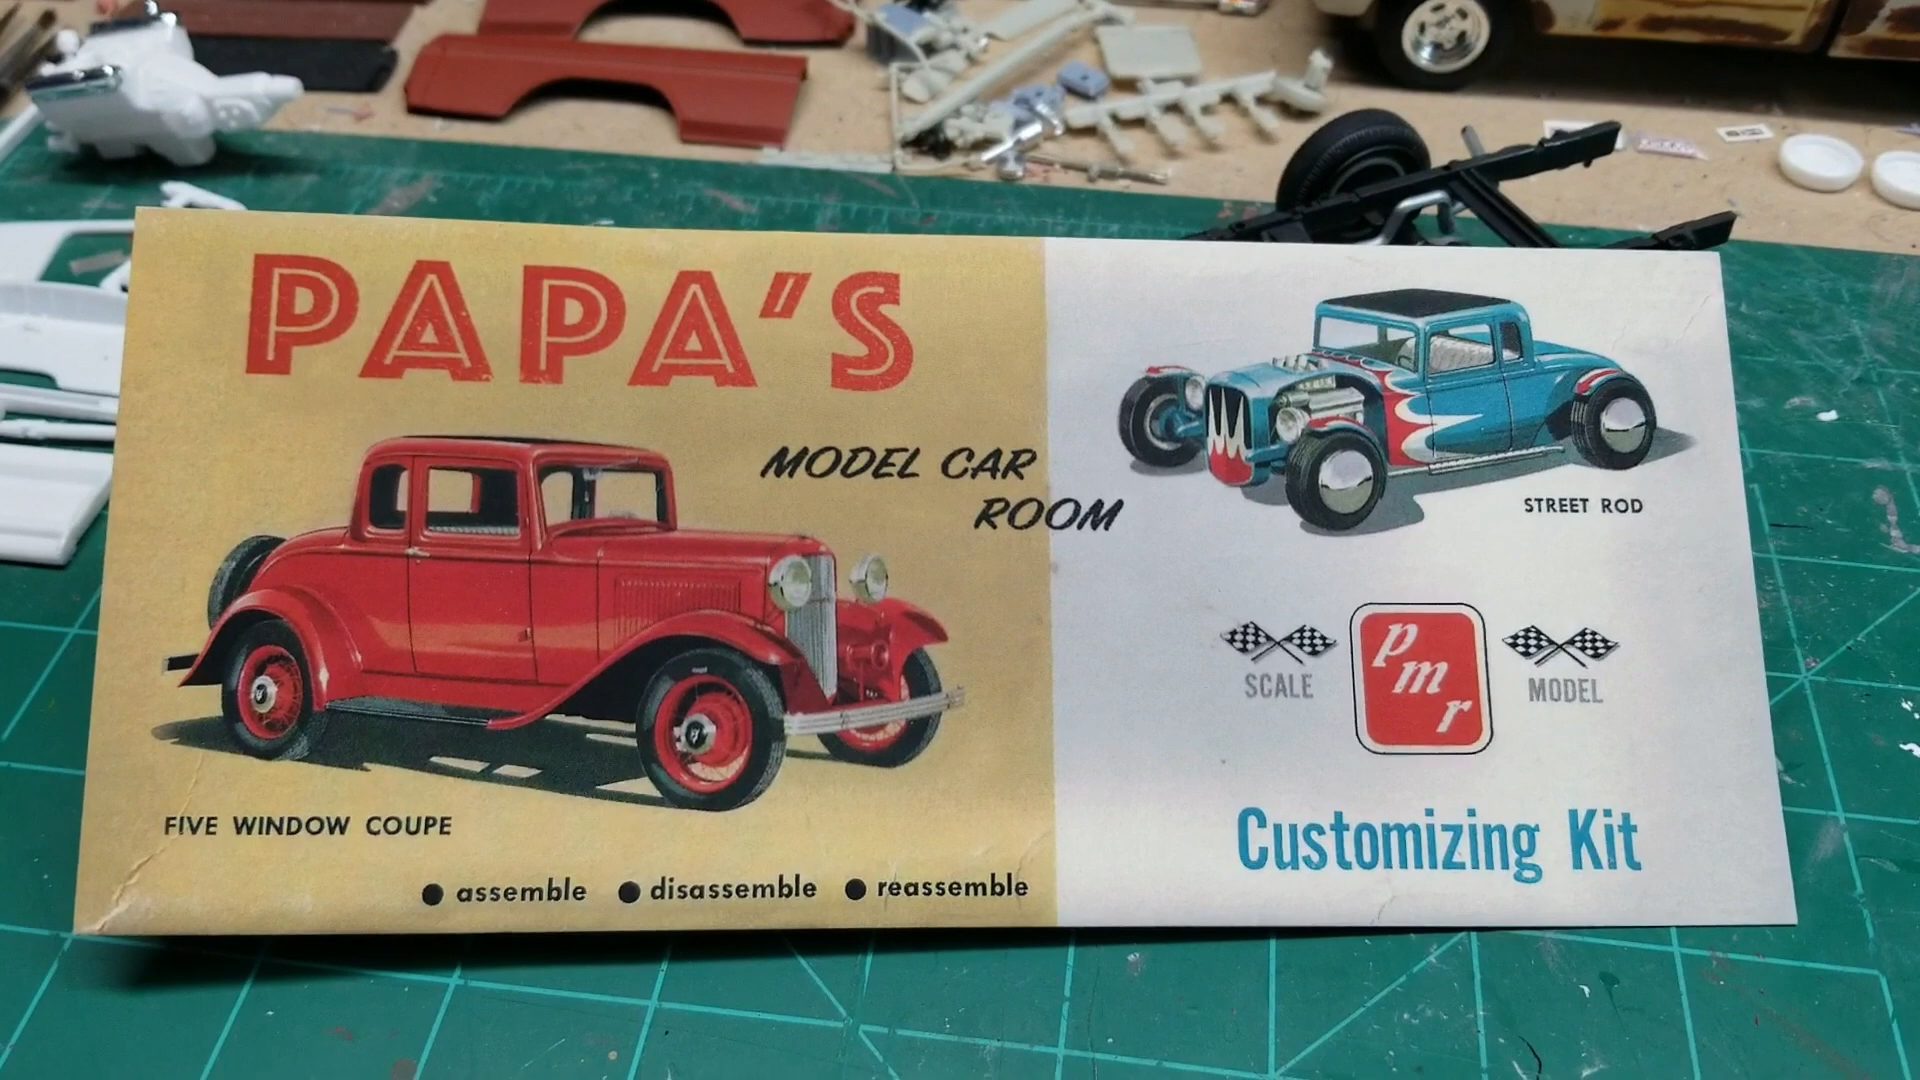 PAPA'S
MODEL CAR
ROOM
FIVE WINDOW COUPE
● assemble ● disassemble ● reassemble
STREET ROD
SCALE
pmr
MODEL
Customizing Kit